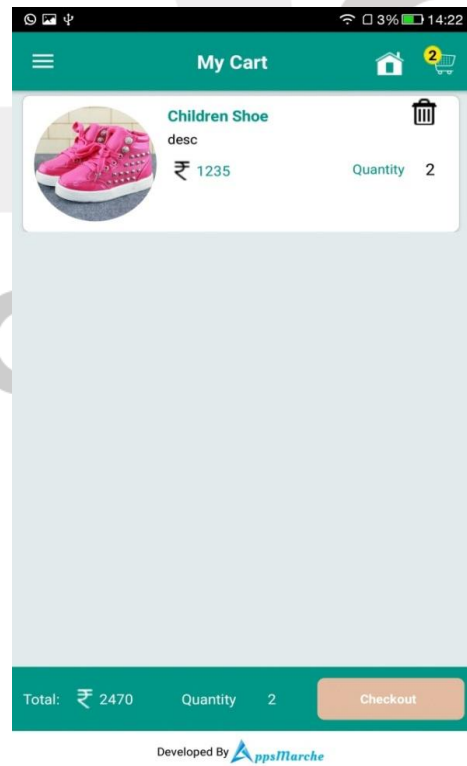 3% 14:22
My Cart
2
Children Shoe
desc
₹ 1235 Quantity 2
Total: ₹ 2470 Quantity 2 Checkout
Developed By AppsMarche